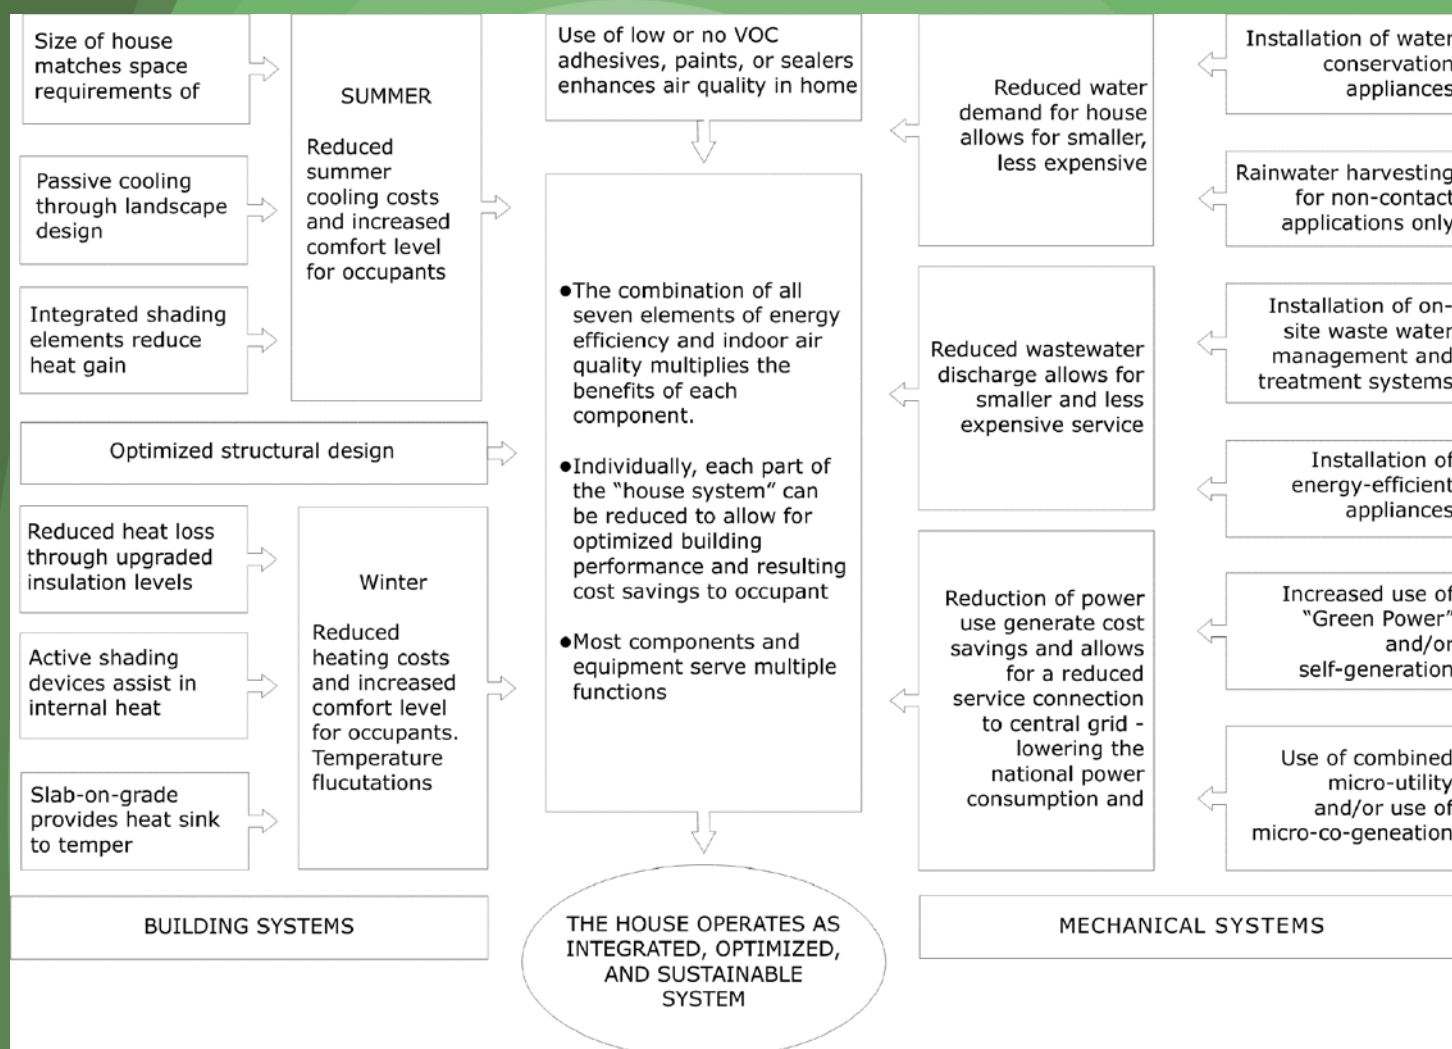 Size of house
matches space
requirements of
Passive cooling
through landscape
design
Integrated shading
elements reduce
heat gain
SUMMER
Reduced
summer
cooling costs
and increased
comfort level
for occupants
Optimized structural design
Reduced heat loss
through upgraded
insulation levels
Active shading
devices assist in
internal heat
Slab-on-grade
provides heat sink
to temper
Winter
Reduced
heating costs
and increased
comfort level
for occupants.
Temperature
flucutations
BUILDING SYSTEMS
Use of low or no VOC
adhesives, paints, or sealers
enhances air quality in home
●The combination of all
seven elements of energy
efficiency and indoor air
quality multiplies the
benefits of each
component.
●Individually, each part of
the “house system” can
be reduced to allow for
optimized building
performance and resulting
cost savings to occupant
●Most components and
equipment serve multiple
functions
THE HOUSE OPERATES AS
INTEGRATED, OPTIMIZED,
AND SUSTAINABLE
SYSTEM
Reduced water
demand for house
allows for smaller,
less expensive
Reduced wastewater
discharge allows for
smaller and less
expensive service
Reduction of power
use generate cost
savings and allows
for a reduced
service connection
to central grid -
lowering the
national power
consumption and
Installation of water
conservation
appliances
Rainwater harvesting
for non-contact
applications only
Installation of on-
site waste water
management and
treatment systems
Installation of
energy-efficient
appliances
Increased use of
“Green Power”
and/or
self-generation
Use of combined
micro-utility
and/or use of
micro-co-geneation
MECHANICAL SYSTEMS